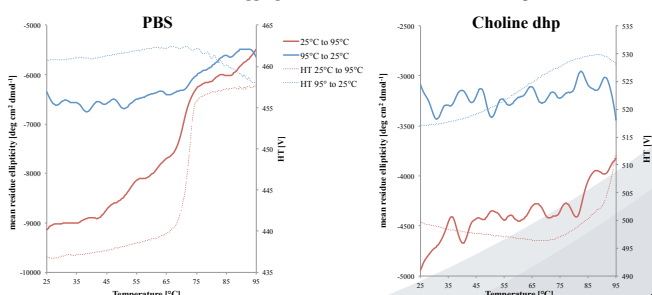 PBS
Choline dhp
-5000
-6000
-7000
-8000
-9000
-10000
465
460
455
450
445
440
435
25 35 45 55 65 75 85 95
mean residue ellipticity [deg cm² dmol⁻¹]
HT [V]
Temperature [°C]
25°C to 95°C
95°C to 25°C
HT 25°C to 95°C
HT 95° to 25°C
-2500
-3000
-3500
-4000
-4500
-5000
535
530
525
520
515
510
505
500
495
490
25 35 45 55 65 75 85 95
mean residue ellipticity [deg cm² dmol⁻¹]
HT [V]
Temperature [°C]